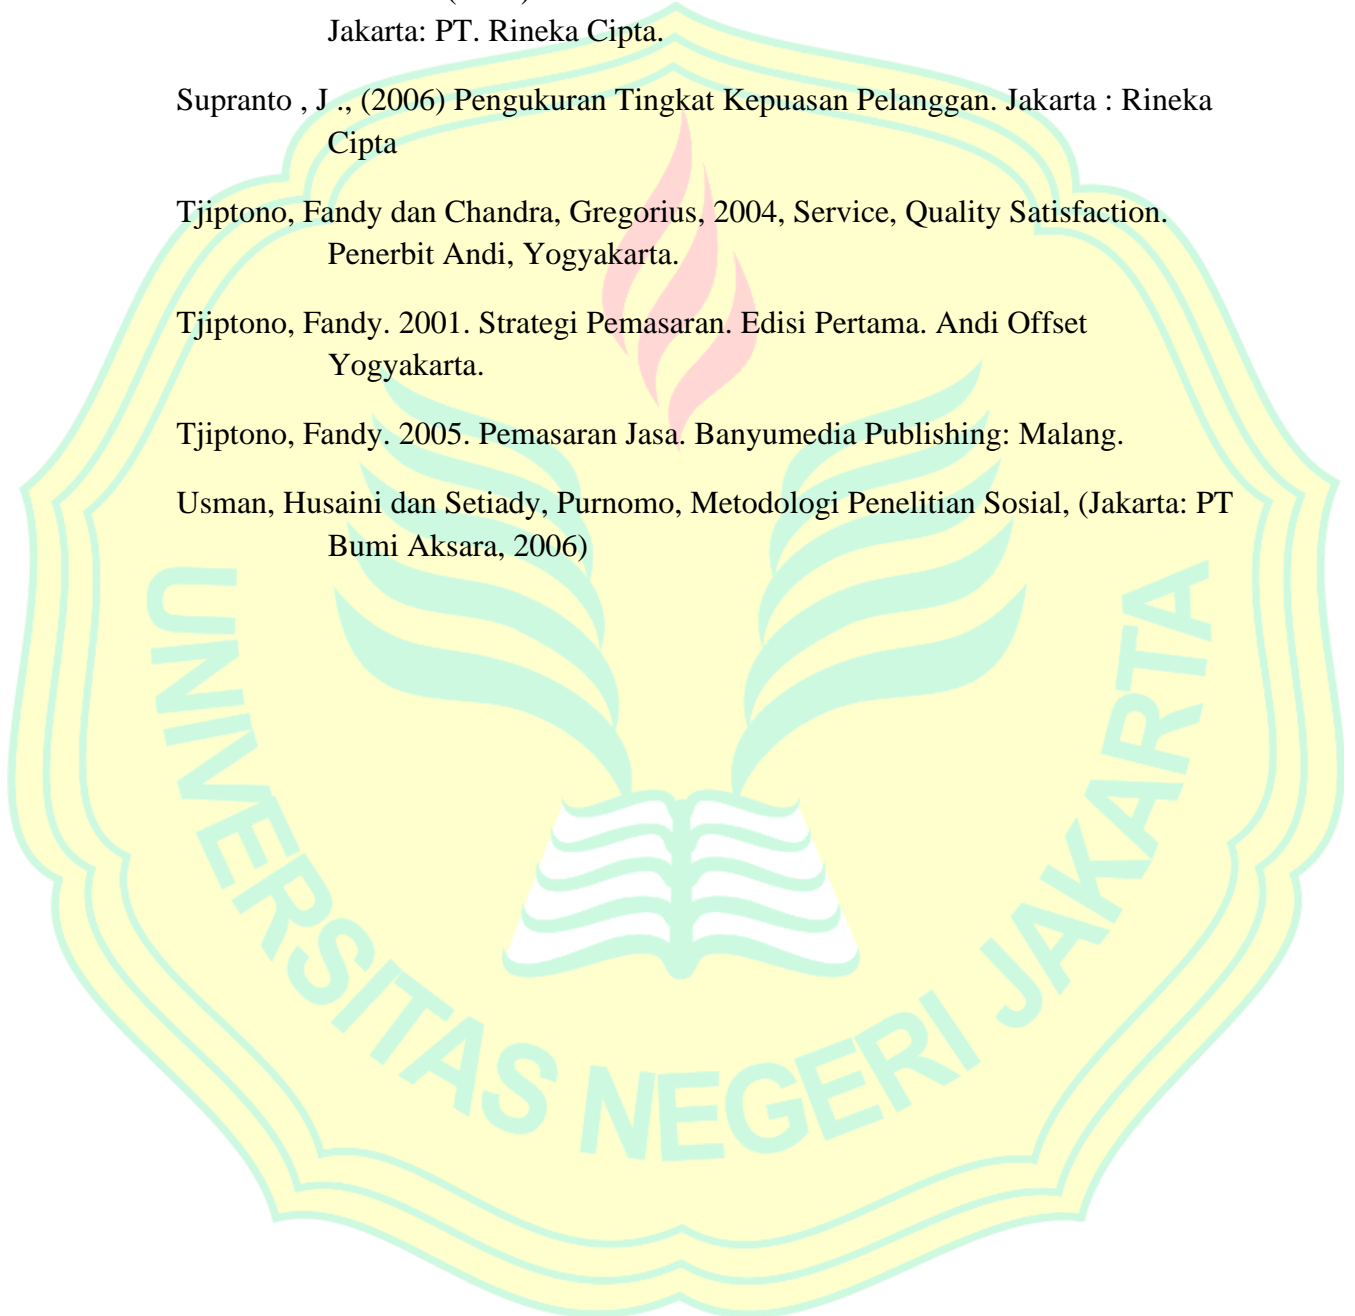 Jakarta: PT. Rineka Cipta.
Supranto , J ., (2006) Pengukuran Tingkat Kepuasan Pelanggan. Jakarta : Rineka
Cipta
Tjiptono, Fandy dan Chandra, Gregorius, 2004, Service, Quality Satisfaction.
Penerbit Andi, Yogyakarta.
Tjiptono, Fandy. 2001. Strategi Pemasaran. Edisi Pertama. Andi Offset
Yogyakarta.
Tjiptono, Fandy. 2005. Pemasaran Jasa. Banyumedia Publishing: Malang.
Usman, Husaini dan Setiady, Purnomo, Metodologi Penelitian Sosial, (Jakarta: PT
Bumi Aksara, 2006)
UNIVERSITAS NEGERI JAKARTA